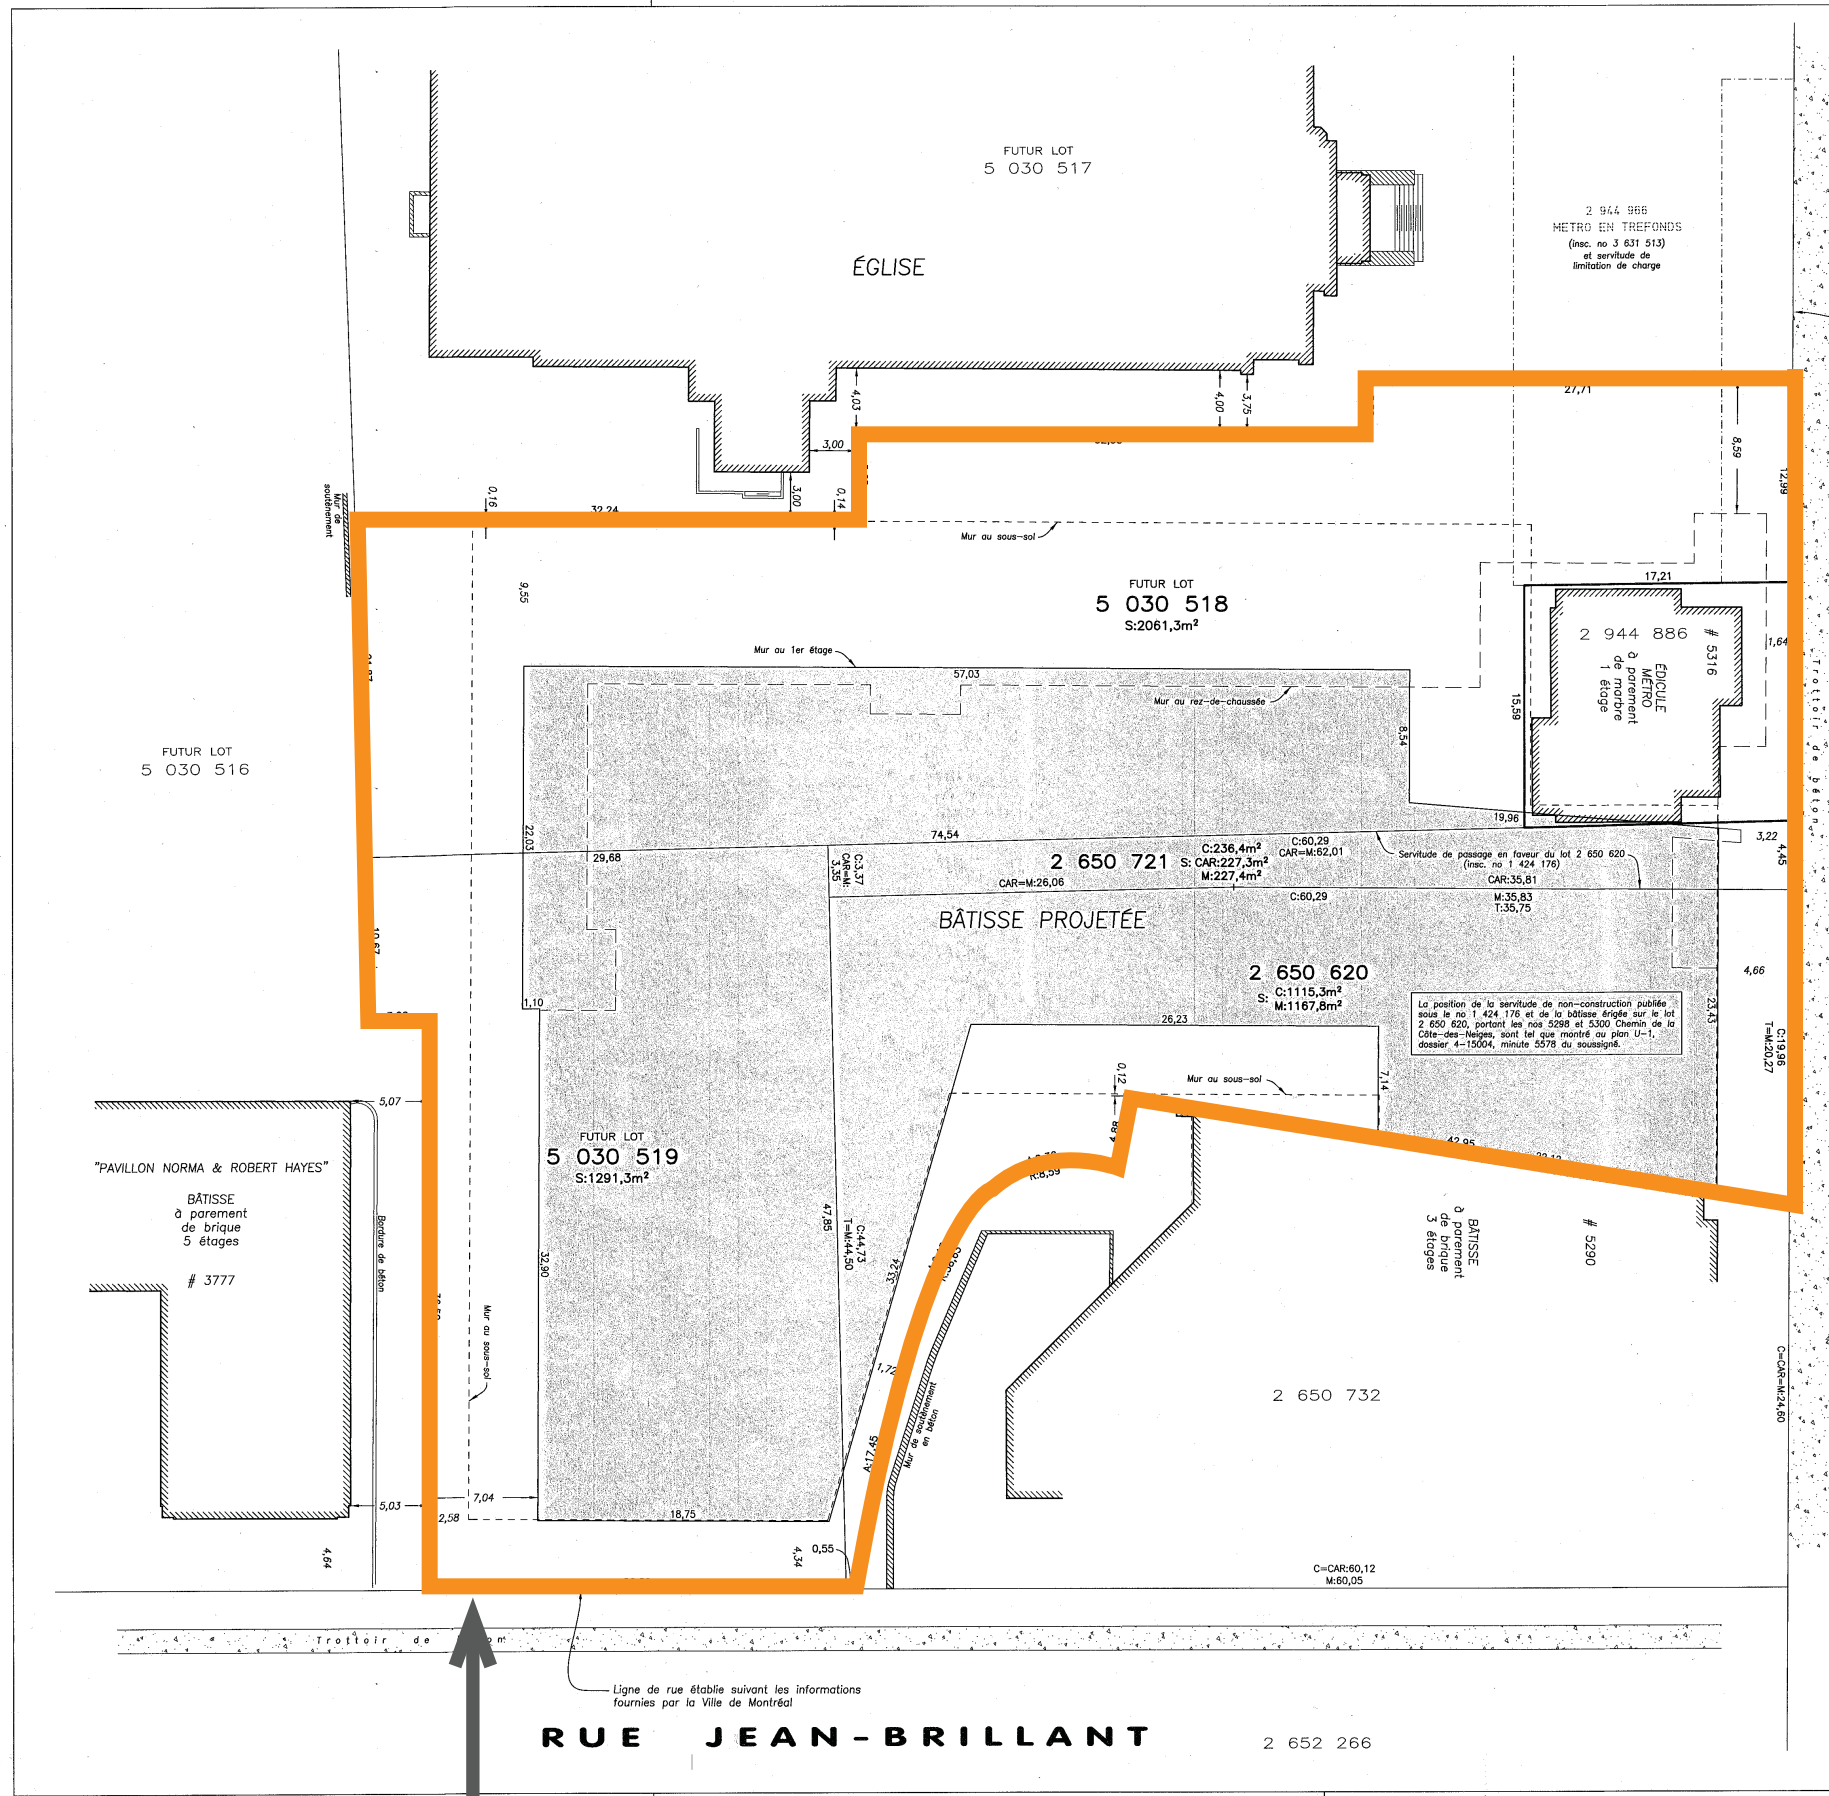 FUTUR LOT
5 030 517
ÉGLISE
2 944 966
METRO EN TREFONDS
(insc. no 3 631 513)
et servitude de
limitation de charge
27,71
4,03
4,00
3,75
8,59
12,99
3,00
3,00
0,16
32,24
0,14
Mur de
soutènement
Mur au sous-sol
9,55
FUTUR LOT
5 030 518
S:2061,3m²
17,21
2 944 886
# 5316
ÉDICULE
MÉTRO
à parement
de marbre
1 étage
1,64
15,59
Trottoir de béton
Mur au 1er étage
57,03
Mur au rez-de-chaussée
8,54
FUTUR LOT
5 030 516
22,03
29,68
74,54
19,96
3,22
4,45
C:3,37
CAR=M:
3,35
2 650 721
C:236,4m²
S: CAR:227,3m²
M:227,4m²
C:60,29
CAR=M:62,01
Servitude de passage en faveur du lot 2 650 620
(insc. no 1 424 176)
CAR=M:26,06
C:60,29
CAR:35,81
M:35,83
T:35,75
BÂTISSE PROJETÉE
10,67
2 650 620
C:1115,3m²
S:
M:1167,8m²
4,66
1,10
La position de la servitude de non-construction publiée
sous le no 1 424 176 et de la bâtisse érigée sur le lot
2 650 620, portant les nos 5298 et 5300 Chemin de la
Côte-des-Neiges, sont tel que montré au plan U-1,
dossier 4-15004, minute 5578 du soussigné.
23,43
C:19,96
T=M:20,27
26,23
0,12
Mur au sous-sol
7,14
5,07
4,88
42,95
FUTUR LOT
5 030 519
S:1291,3m²
R:8,59
"PAVILLON NORMA & ROBERT HAYES"
BÂTISSE
à parement
de brique
5 étages
# 3777
Bordure de béton
32,90
47,85
C:44,73
T=M:44,50
33,24
BÂTISSE
à parement
de brique
3 étages
# 5290
Mur au sous-sol
1,72
Mur de soutènement
en béton
2 650 732
C=CAR=M:24,60
A:17,45
5,03
7,04
2,58
18,75
4,64
4,34
0,55
C=CAR:60,12
M:60,05
Trottoir de
Ligne de rue établie suivant les informations
fournies par la Ville de Montréal
RUE JEAN-BRILLANT
2 652 266